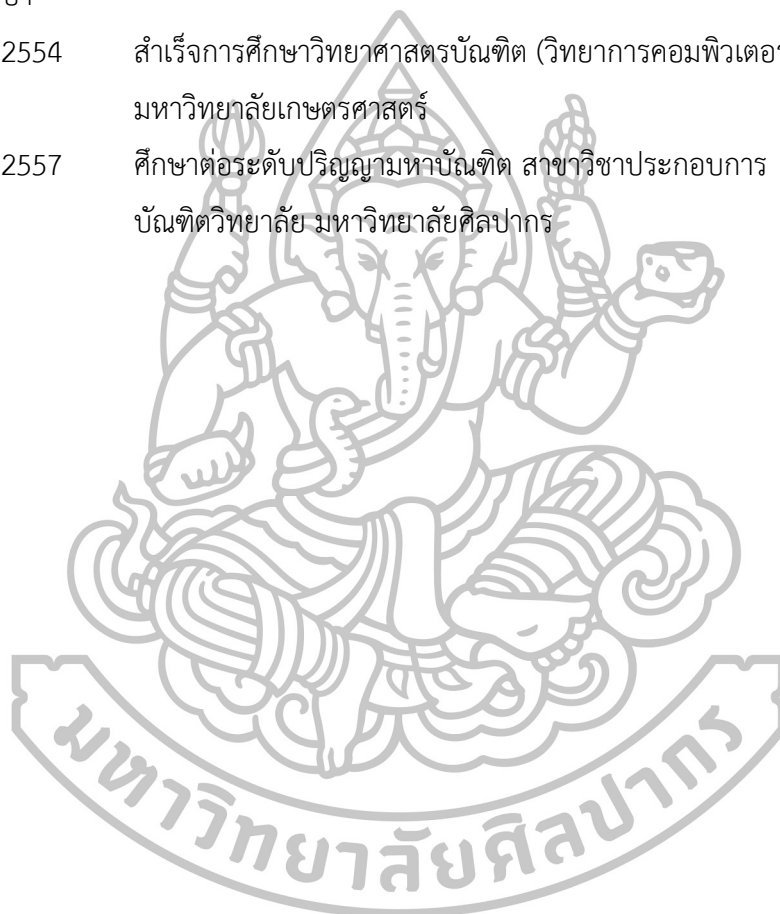 2554 สำเร็จการศึกษาวิทยาศาสตรบัณฑิต (วิทยาการคอมพิวเตอร
มหาวิทยาลัยเกษตรศาสตร์
2557 ศึกษาต่อระดับปริญญามหาบัณฑิต สาขาวิชาประกอบการ
บัณฑิตวิทยาลัย มหาวิทยาลัยศิลปากร
มหาวิทยาลัยศิลปากร